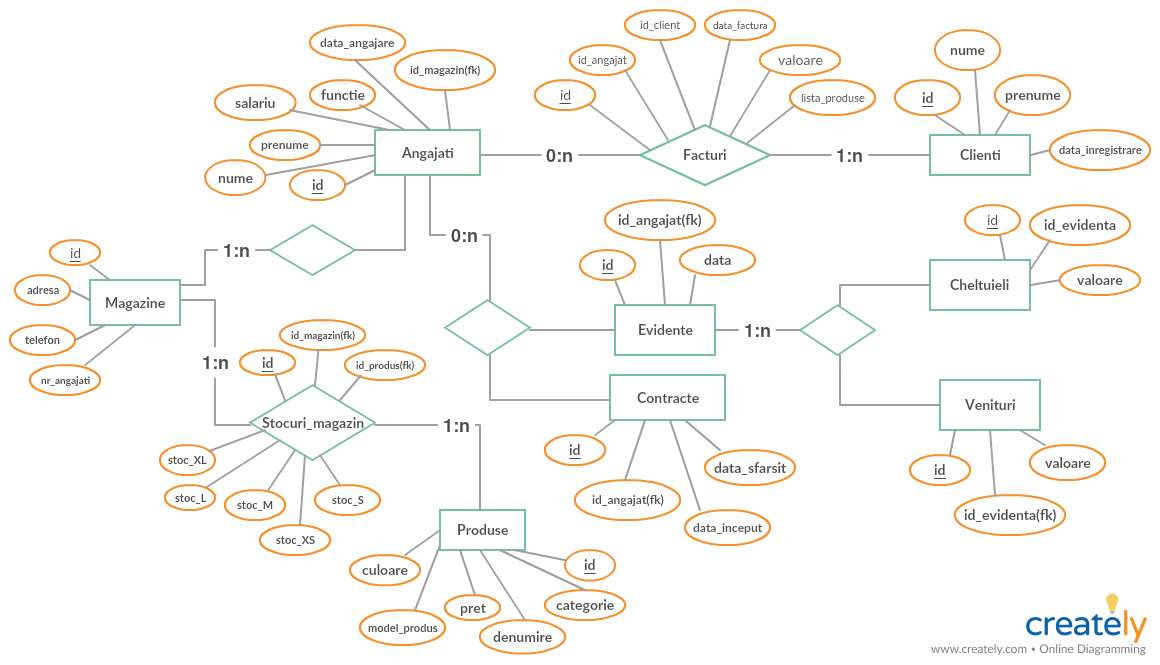 data_angajare
id_magazin(fk)
functie
salariu
prenume
nume
id
Angajati
0:n
id_client
data_factura
id_angajat
valoare
id
lista_produse
Facturi
1:n
nume
id
prenume
data_inregistrare
Clienti
0:n
1:n
id
adresa
telefon
nr_angajati
Magazine
id_angajat(fk)
id
data
Evidente
1:n
id
id_evidenta
valoare
Cheltuieli
1:n
id_magazin(fk)
id
id_produs(fk)
Stocuri_magazin
stoc_XL
stoc_L
stoc_M
stoc_S
stoc_XS
1:n
Contracte
id
id_angajat(fk)
data_sfarsit
data_inceput
Venituri
id
valoare
id_evidenta(fk)
Produse
culoare
id
model_produs
pret
categorie
denumire
creately
www.creately.com • Online Diagramming